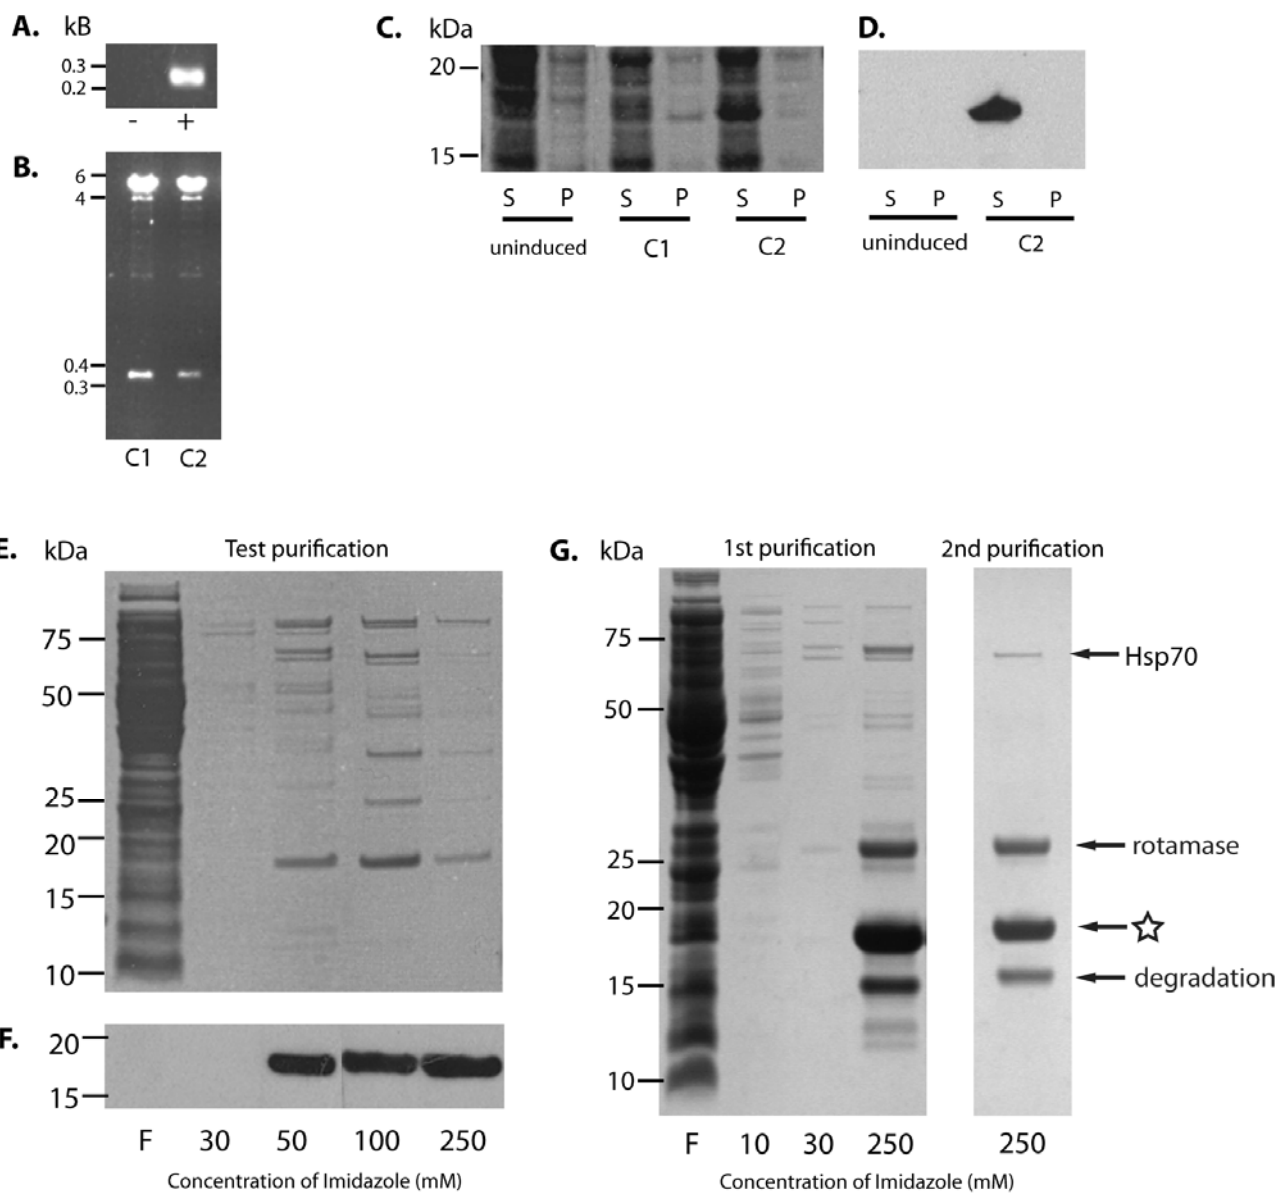 A. kB
0.3
0.2
- +
B.
6
4
0.4
0.3
C1 C2
C. kDa
20
15
S P S P S P
uninduced C1 C2
D.
S P S P
uninduced C2
E. kDa Test purification
75
50
25
20
15
10
F.
20
15
F 30 50 100 250
Concentration of Imidazole (mM)
G. kDa 1st purification 2nd purification
75
50
25
20
15
10
Hsp70
rotamase
degradation
F 10 30 250 250
Concentration of Imidazole (mM)